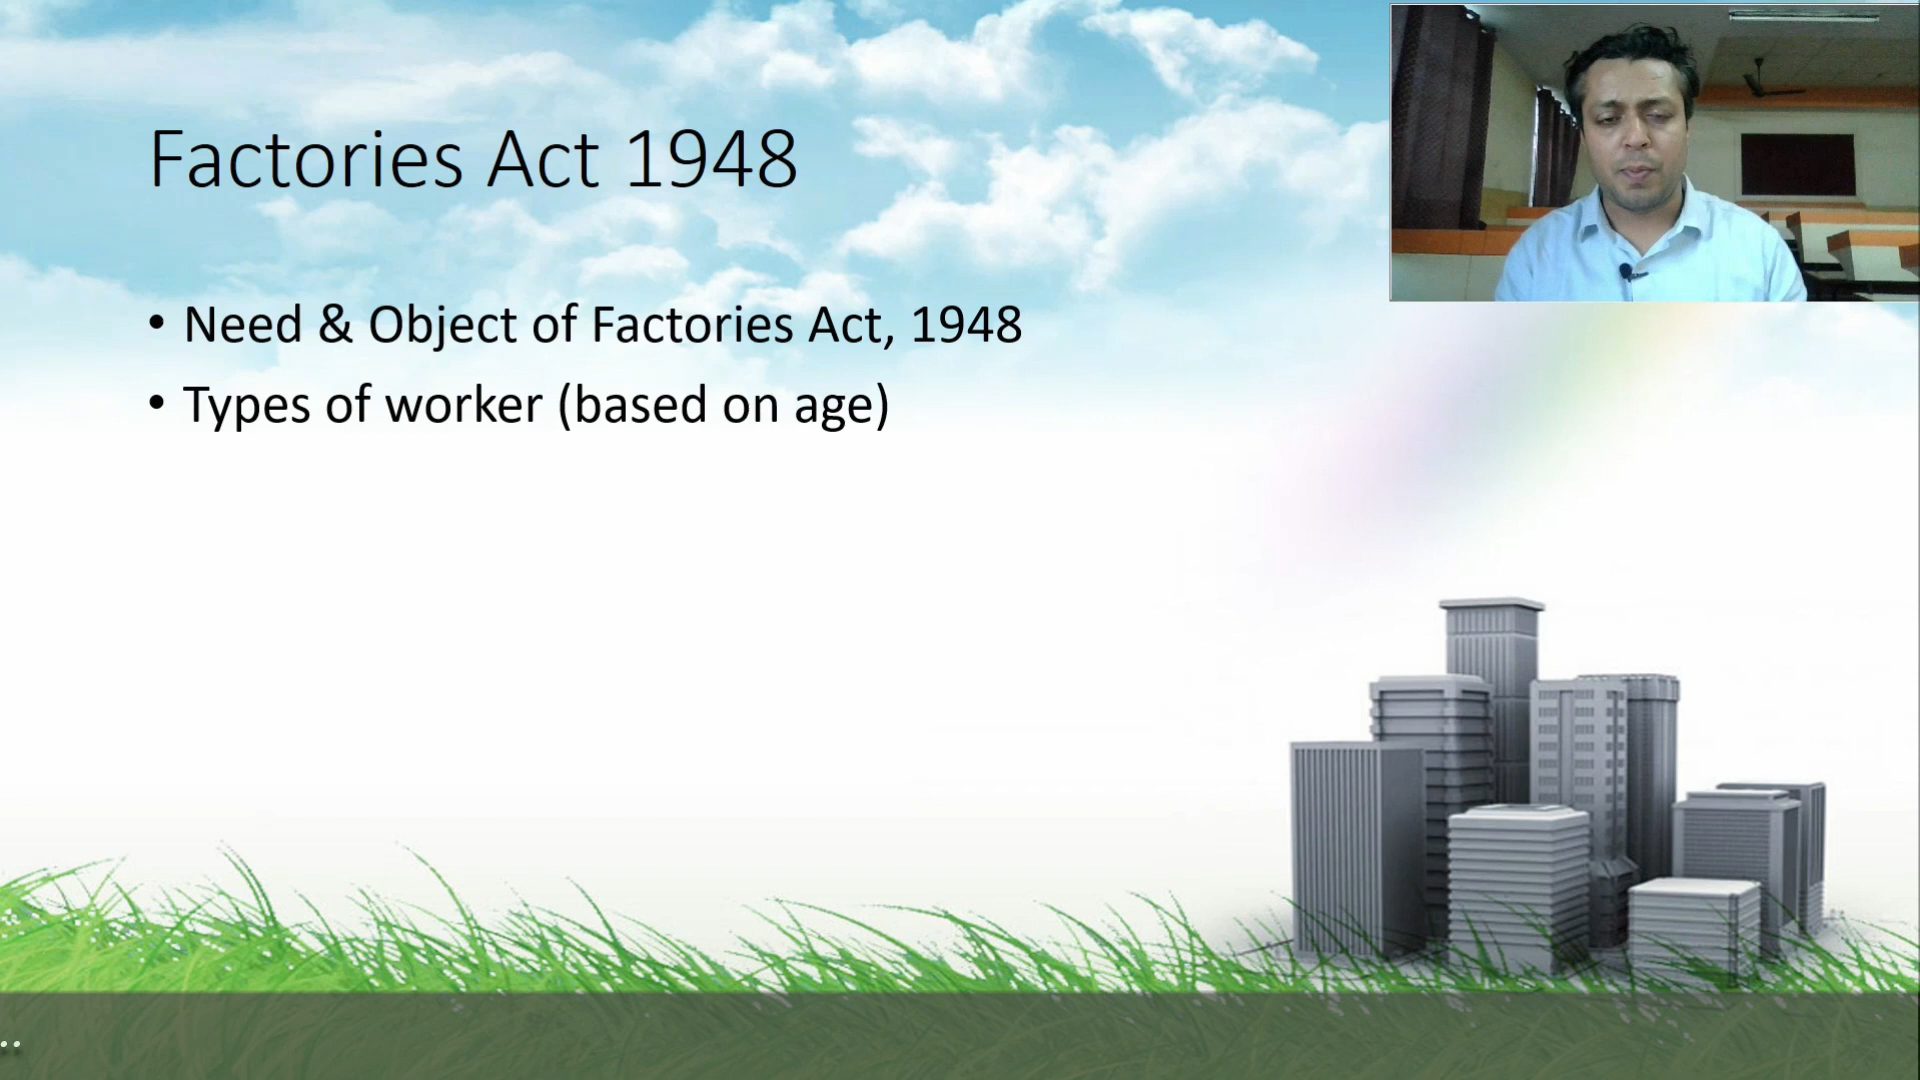 Factories Act 1948
• Need & Object of Factories Act, 1948
• Types of worker (based on age)
..